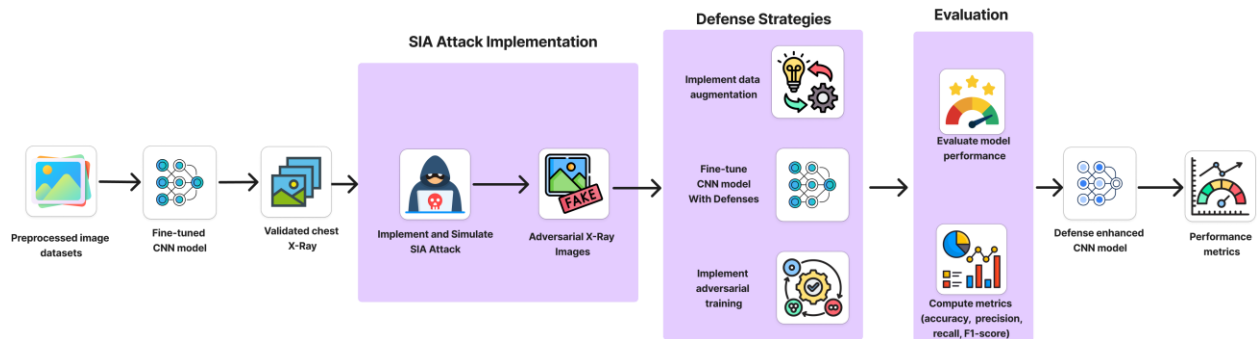 Preprocessed image
datasets
Fine-tuned
CNN model
Validated chest
X-Ray
SIA Attack Implementation
Implement and Simulate
SIA Attack
FAKE
Adversarial X-Ray
Images
Defense Strategies
Implement data
augmentation
Fine-tune
CNN model
With Defenses
Implement
adversarial
training
Evaluation
Evaluate model
performance
Compute metrics
(accuracy, precision,
recall, F1-score)
Defense enhanced
CNN model
Performance
metrics